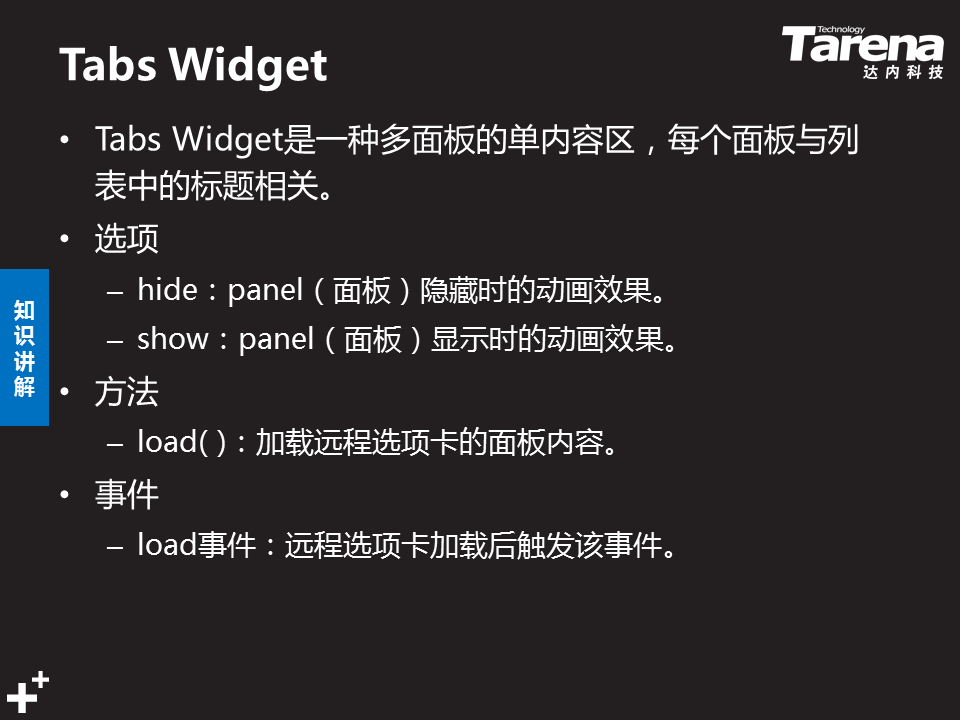 Tabs Widget
Technology
Tarena
达内科技
• Tabs Widget是一种多面板的单内容区，每个面板与列
表中的标题相关。
• 选项
– hide：panel（面板）隐藏时的动画效果。
– show：panel（面板）显示时的动画效果。
• 方法
– load( )：加载远程选项卡的面板内容。
• 事件
– load事件：远程选项卡加载后触发该事件。
知识讲解